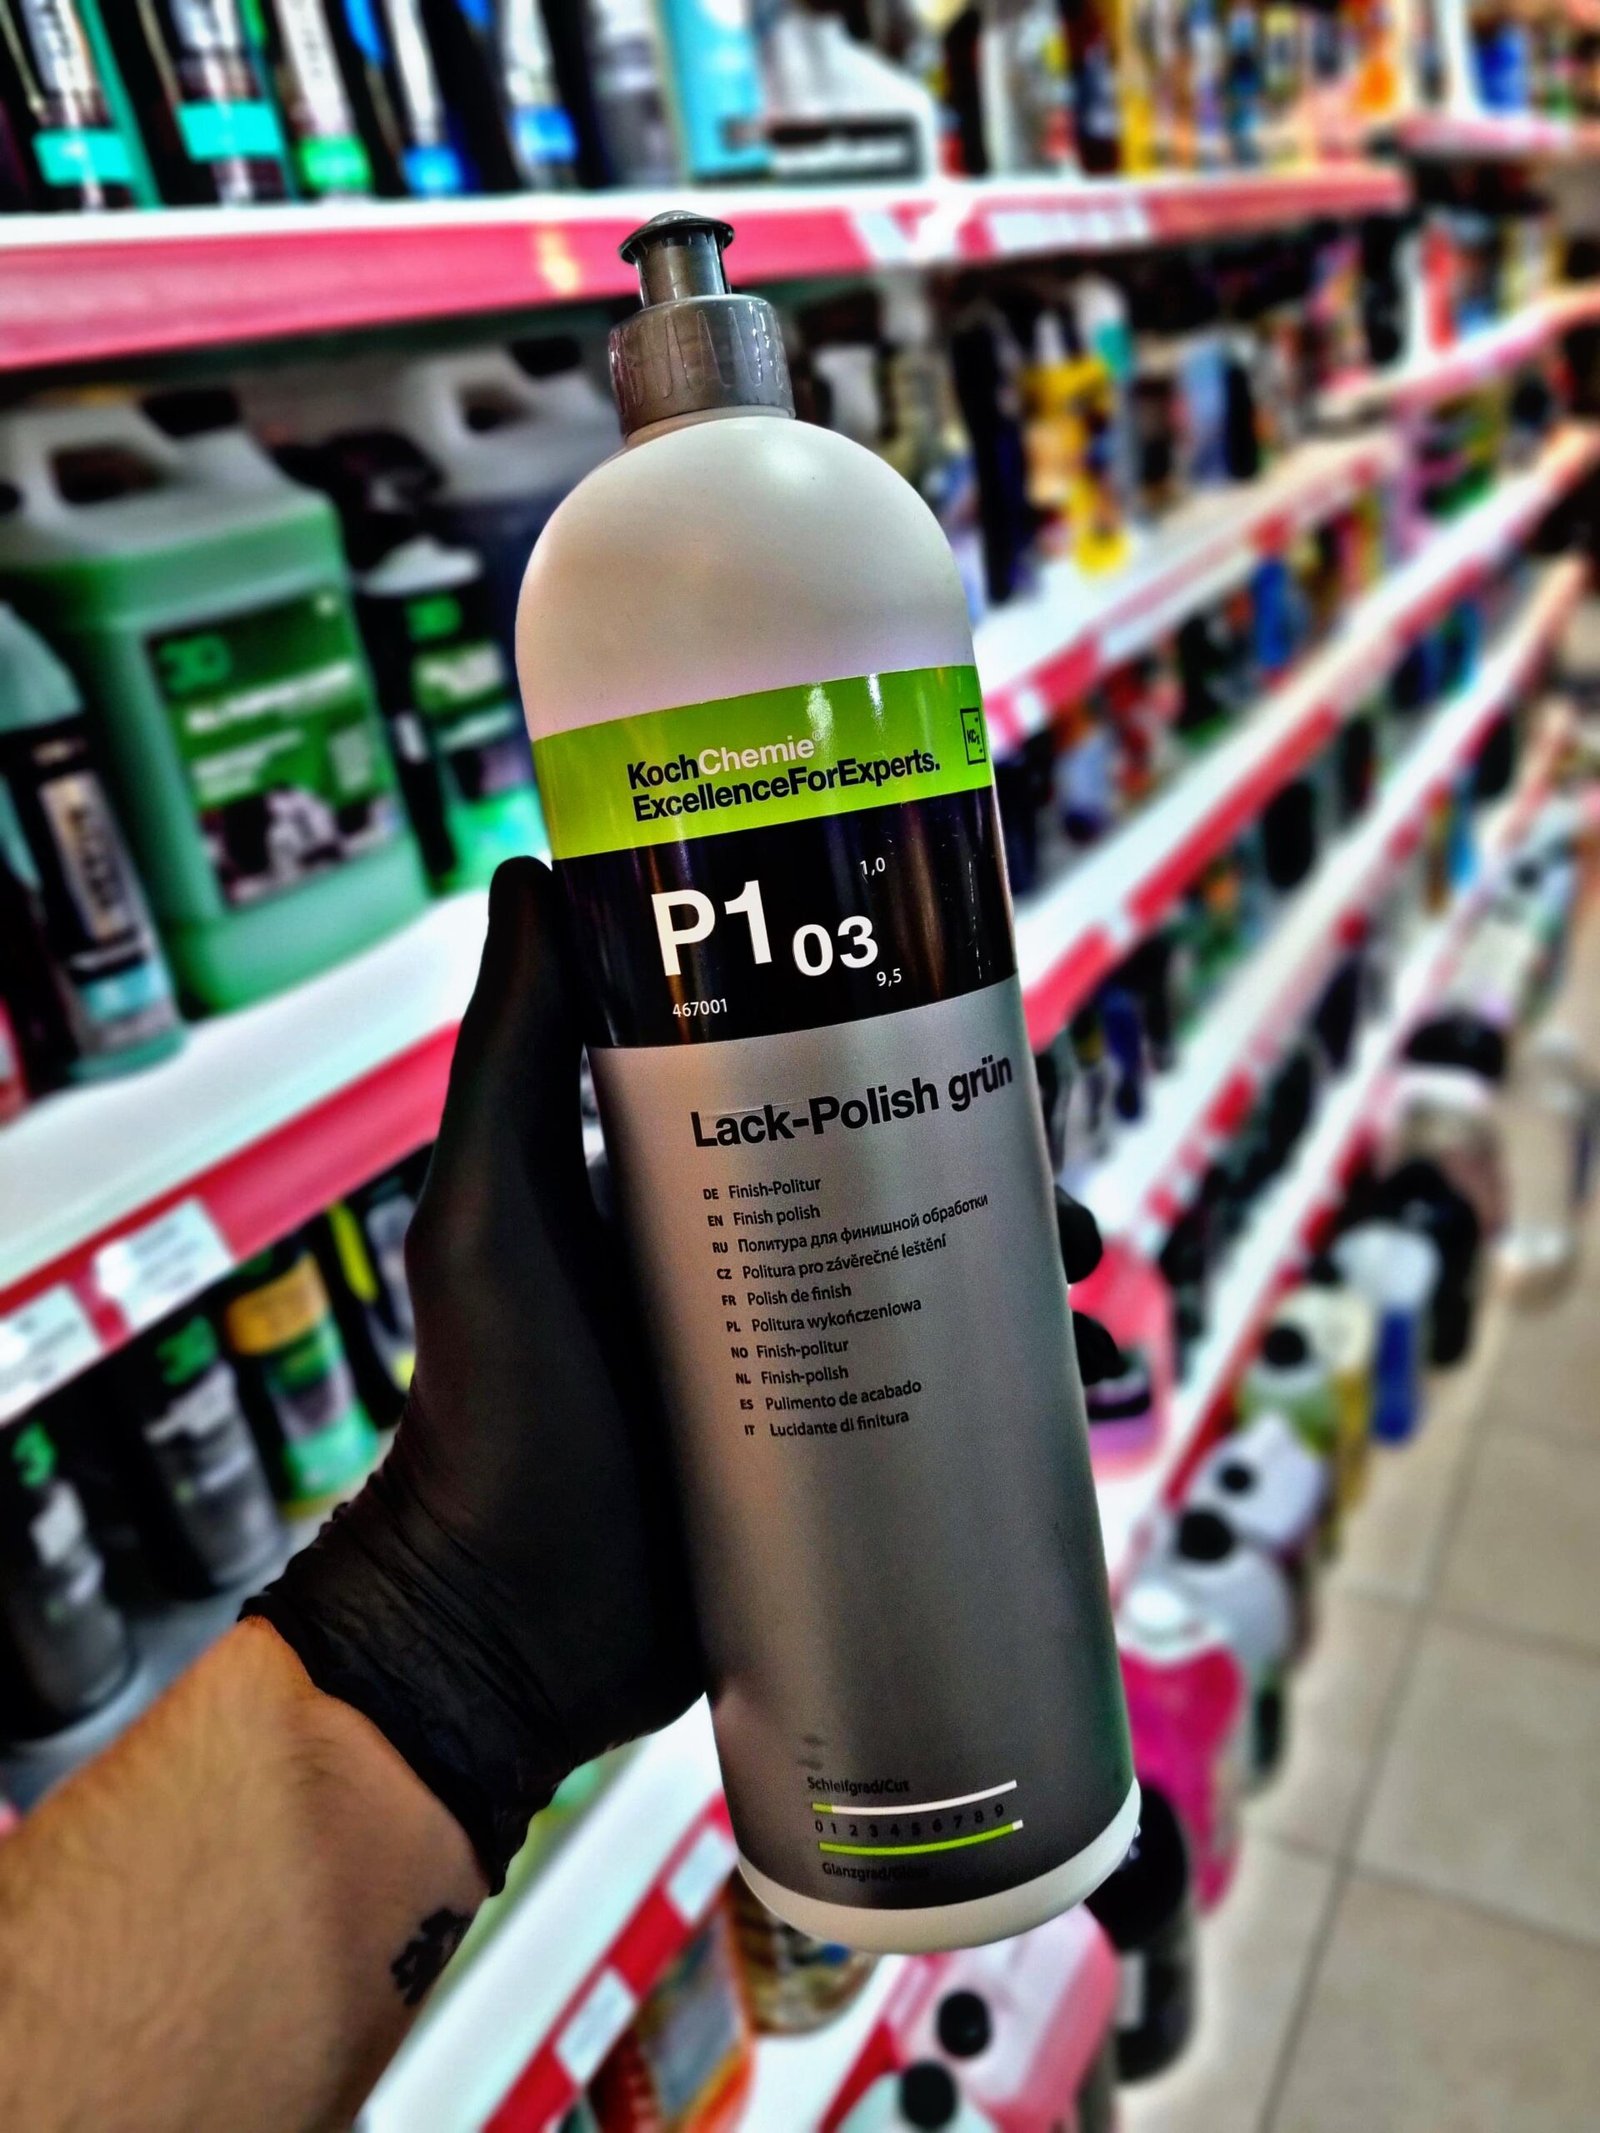 KochChemie®
ExcellenceForExperts.
KC
1,0
P1 03
9,5
467001
Lack-Polish grün
DE Finish-Politur
EN Finish polish
RU Политура для финишной обработки
CZ Politura pro závěrečné leštění
FR Polish de finish
PL Politura wykończeniowa
NO Finish-politur
NL Finish-polish
ES Pulimento de acabado
IT Lucidante di finitura
Schleifgrad/Cut
0 1 2 3 4 5 6 7 8 9
Glanzgrad/Gloss